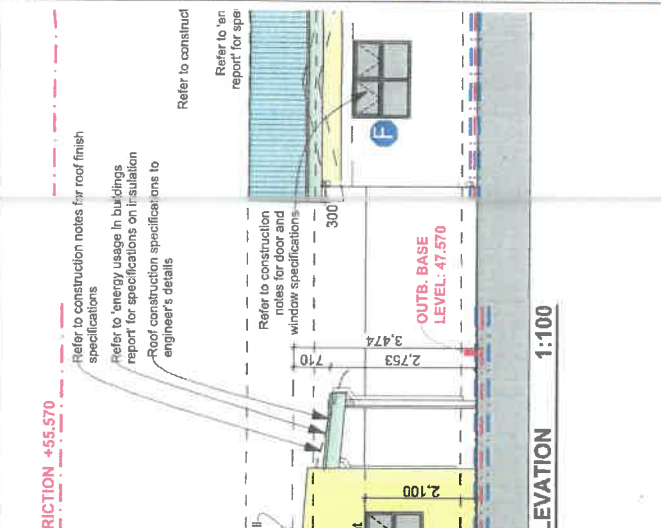 RICTION +55.570
Refer to construction notes for roof finish
specifications
Refer to 'energy usage in buildings
report' for specifications on insulation
Roof construction specifications to
engineer's details
Refer to construct
Refer to 'en
report' for spe
Refer to construction
notes for door and
window specifications
300
F
OUTB. BASE
LEVEL: 47.570
3,474
710
2,753
2,100
LEVATION 1:100